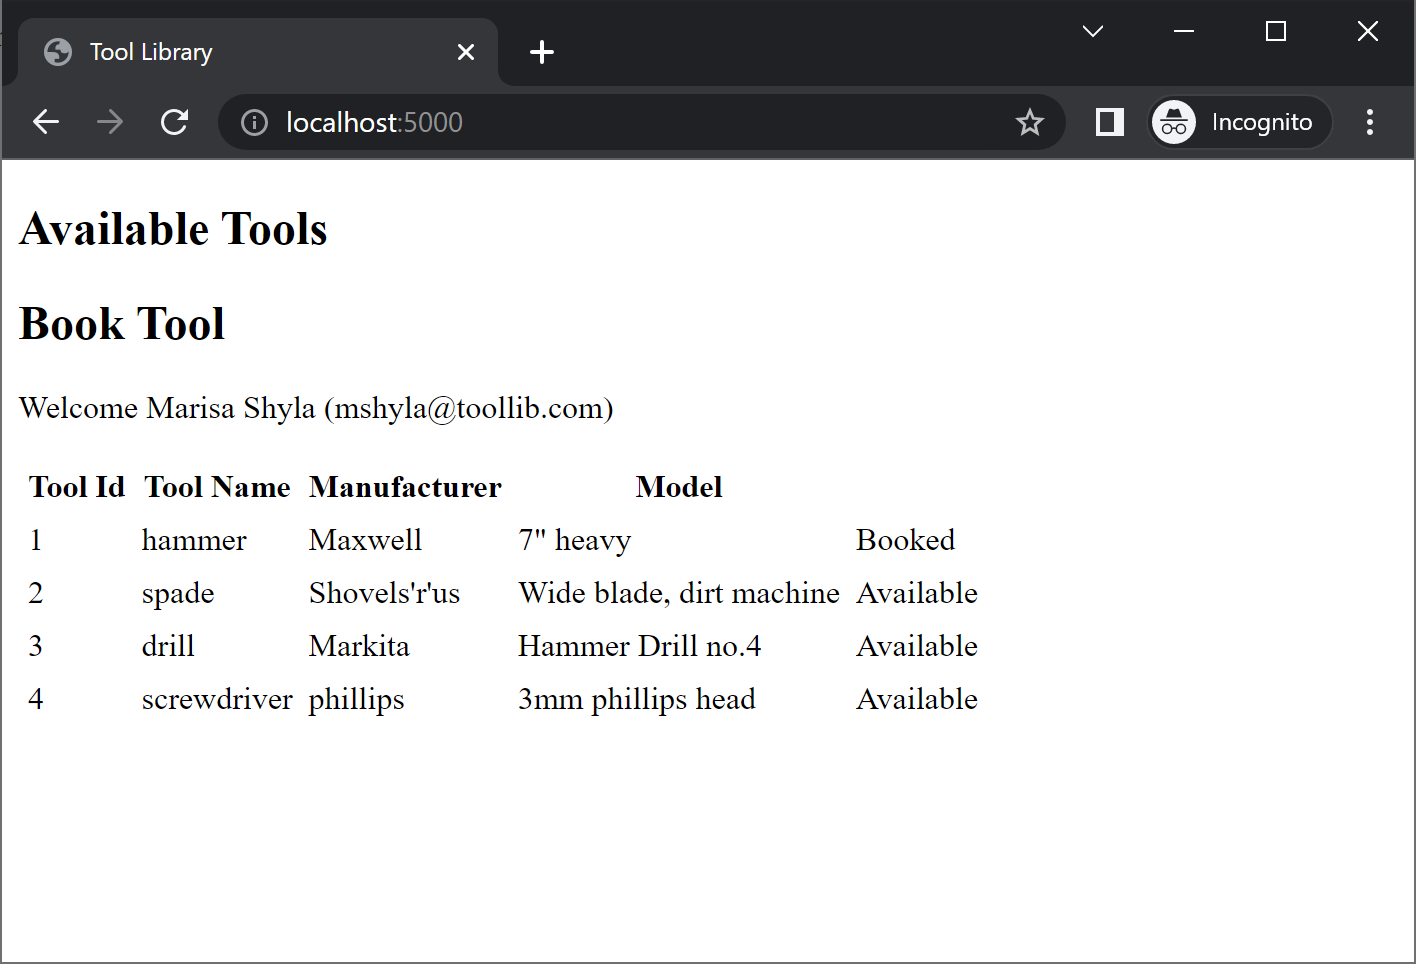 Tool Library
localhost:5000
Incognito
Available Tools
Book Tool
Welcome Marisa Shyla (mshyla@toollib.com)
Tool Id Tool Name Manufacturer Model
1 hammer Maxwell 7" heavy Booked
2 spade Shovels'r'us Wide blade, dirt machine Available
3 drill Markita Hammer Drill no.4 Available
4 screwdriver phillips 3mm phillips head Available